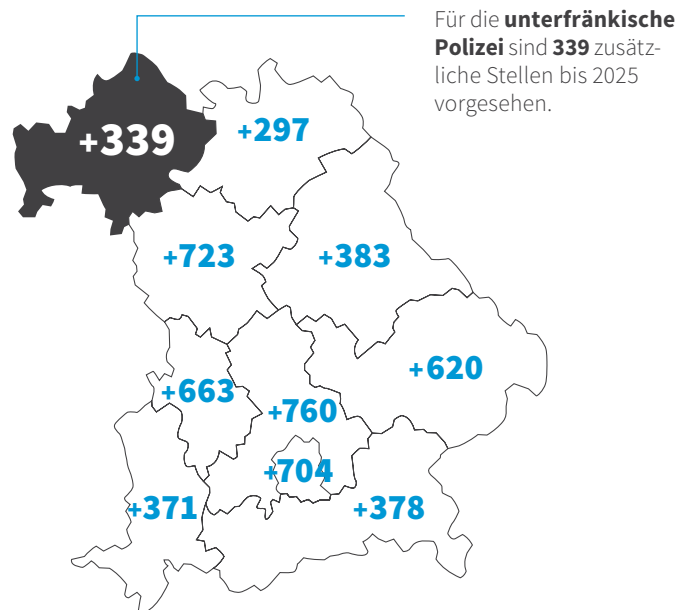 Für die unterfränkische
Polizei sind 339 zusätz-
liche Stellen bis 2025
vorgesehen.
+339
+297
+723
+383
+620
+663
+760
+704
+371
+378